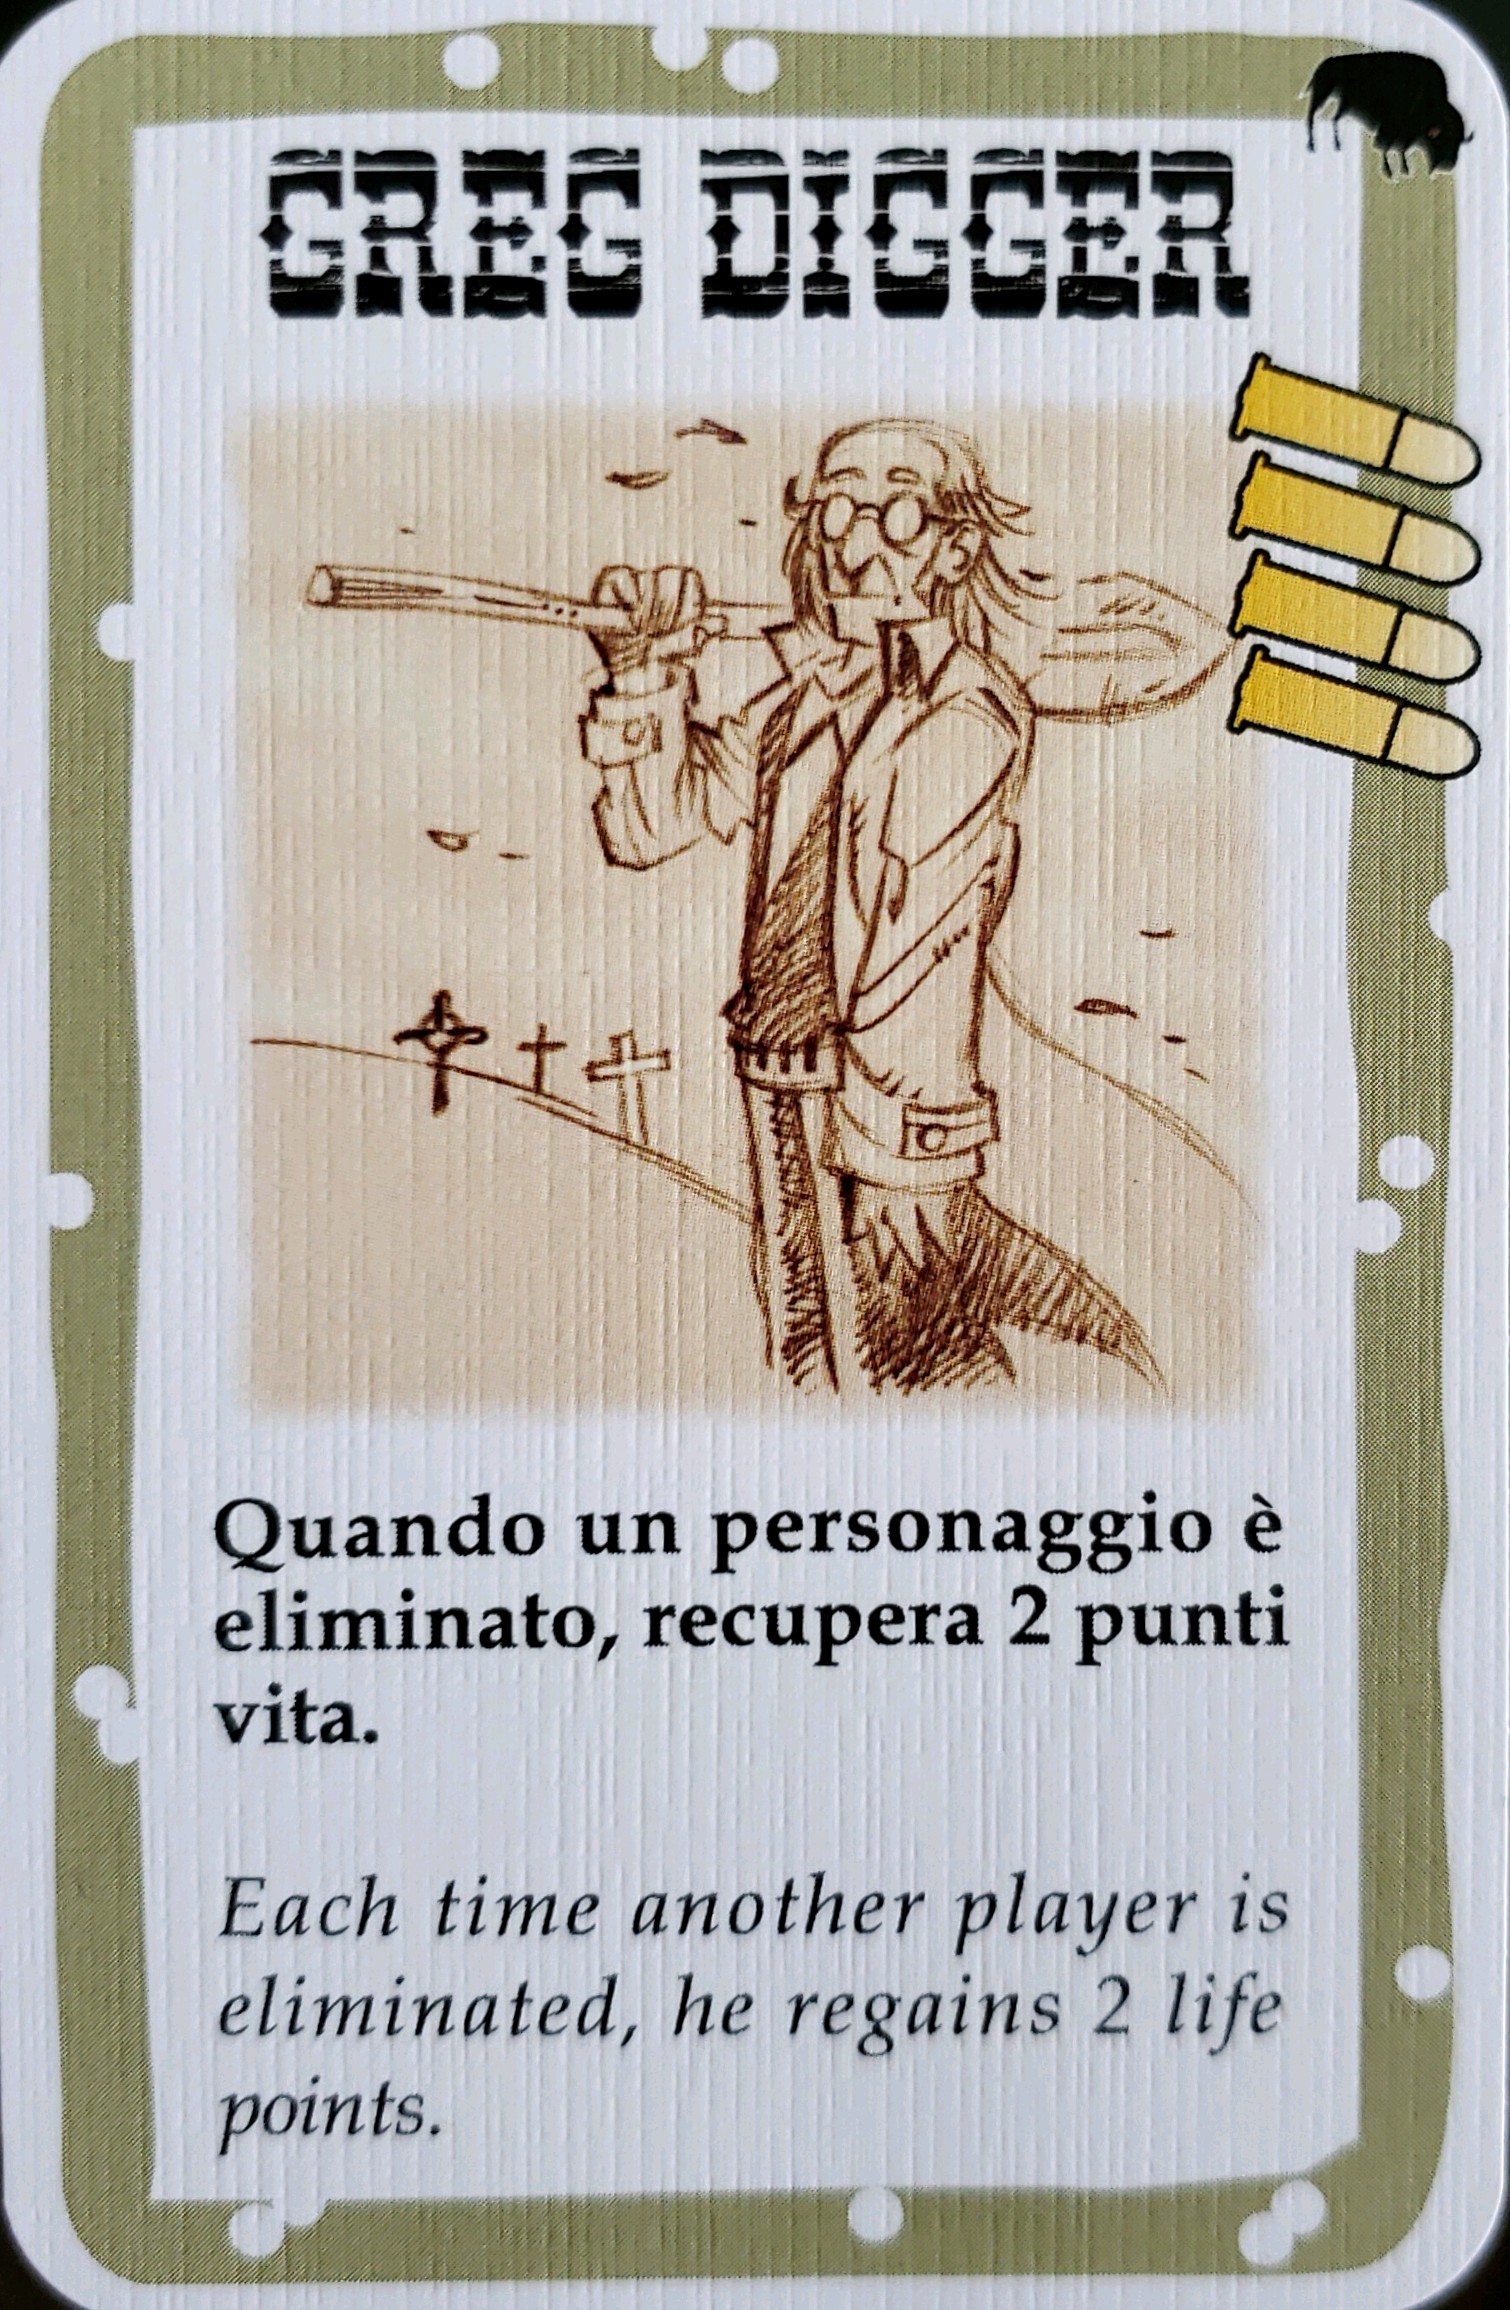 GREG DIGGER
Quando un personaggio è
eliminato, recupera 2 punti
vita.
Each time another player is
eliminated, he regains 2 life
points.